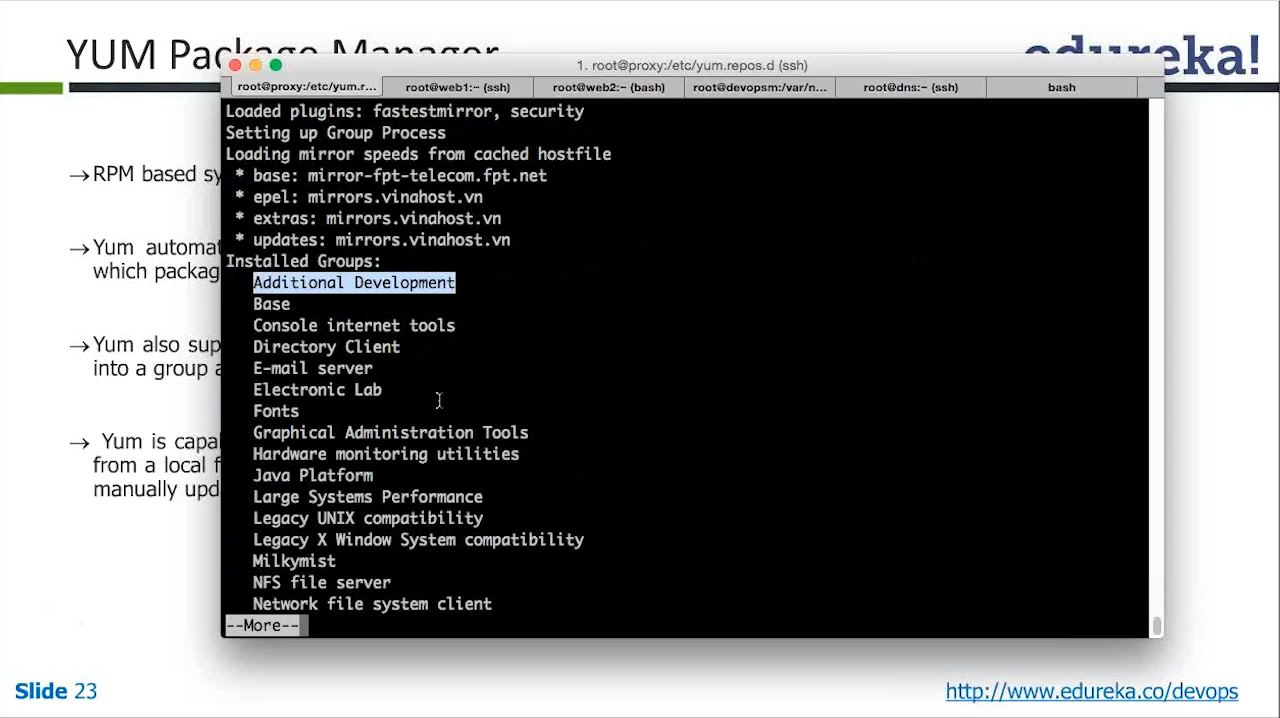 YUM Package Manager
edureka!
1. root@proxy:/etc/yum.repos.d (ssh)
root@proxy:/etc/yum.r... root@web1:~ (ssh) root@web2:~ (bash) root@devopsm:/var/n... root@dns:~ (ssh) bash
Loaded plugins: fastestmirror, security
Setting up Group Process
Loading mirror speeds from cached hostfile
* base: mirror-fpt-telecom.fpt.net
* epel: mirrors.vinahost.vn
* extras: mirrors.vinahost.vn
* updates: mirrors.vinahost.vn
Installed Groups:
Additional Development
Base
Console internet tools
Directory Client
E-mail server
Electronic Lab
Fonts
Graphical Administration Tools
Hardware monitoring utilities
Java Platform
Large Systems Performance
Legacy UNIX compatibility
Legacy X Window System compatibility
Milkymist
NFS file server
Network file system client
--More--
→RPM based sy
→Yum automat
which packag
→Yum also sup
into a group a
→ Yum is capa
from a local f
manually upd
Slide 23
http://www.edureka.co/devops